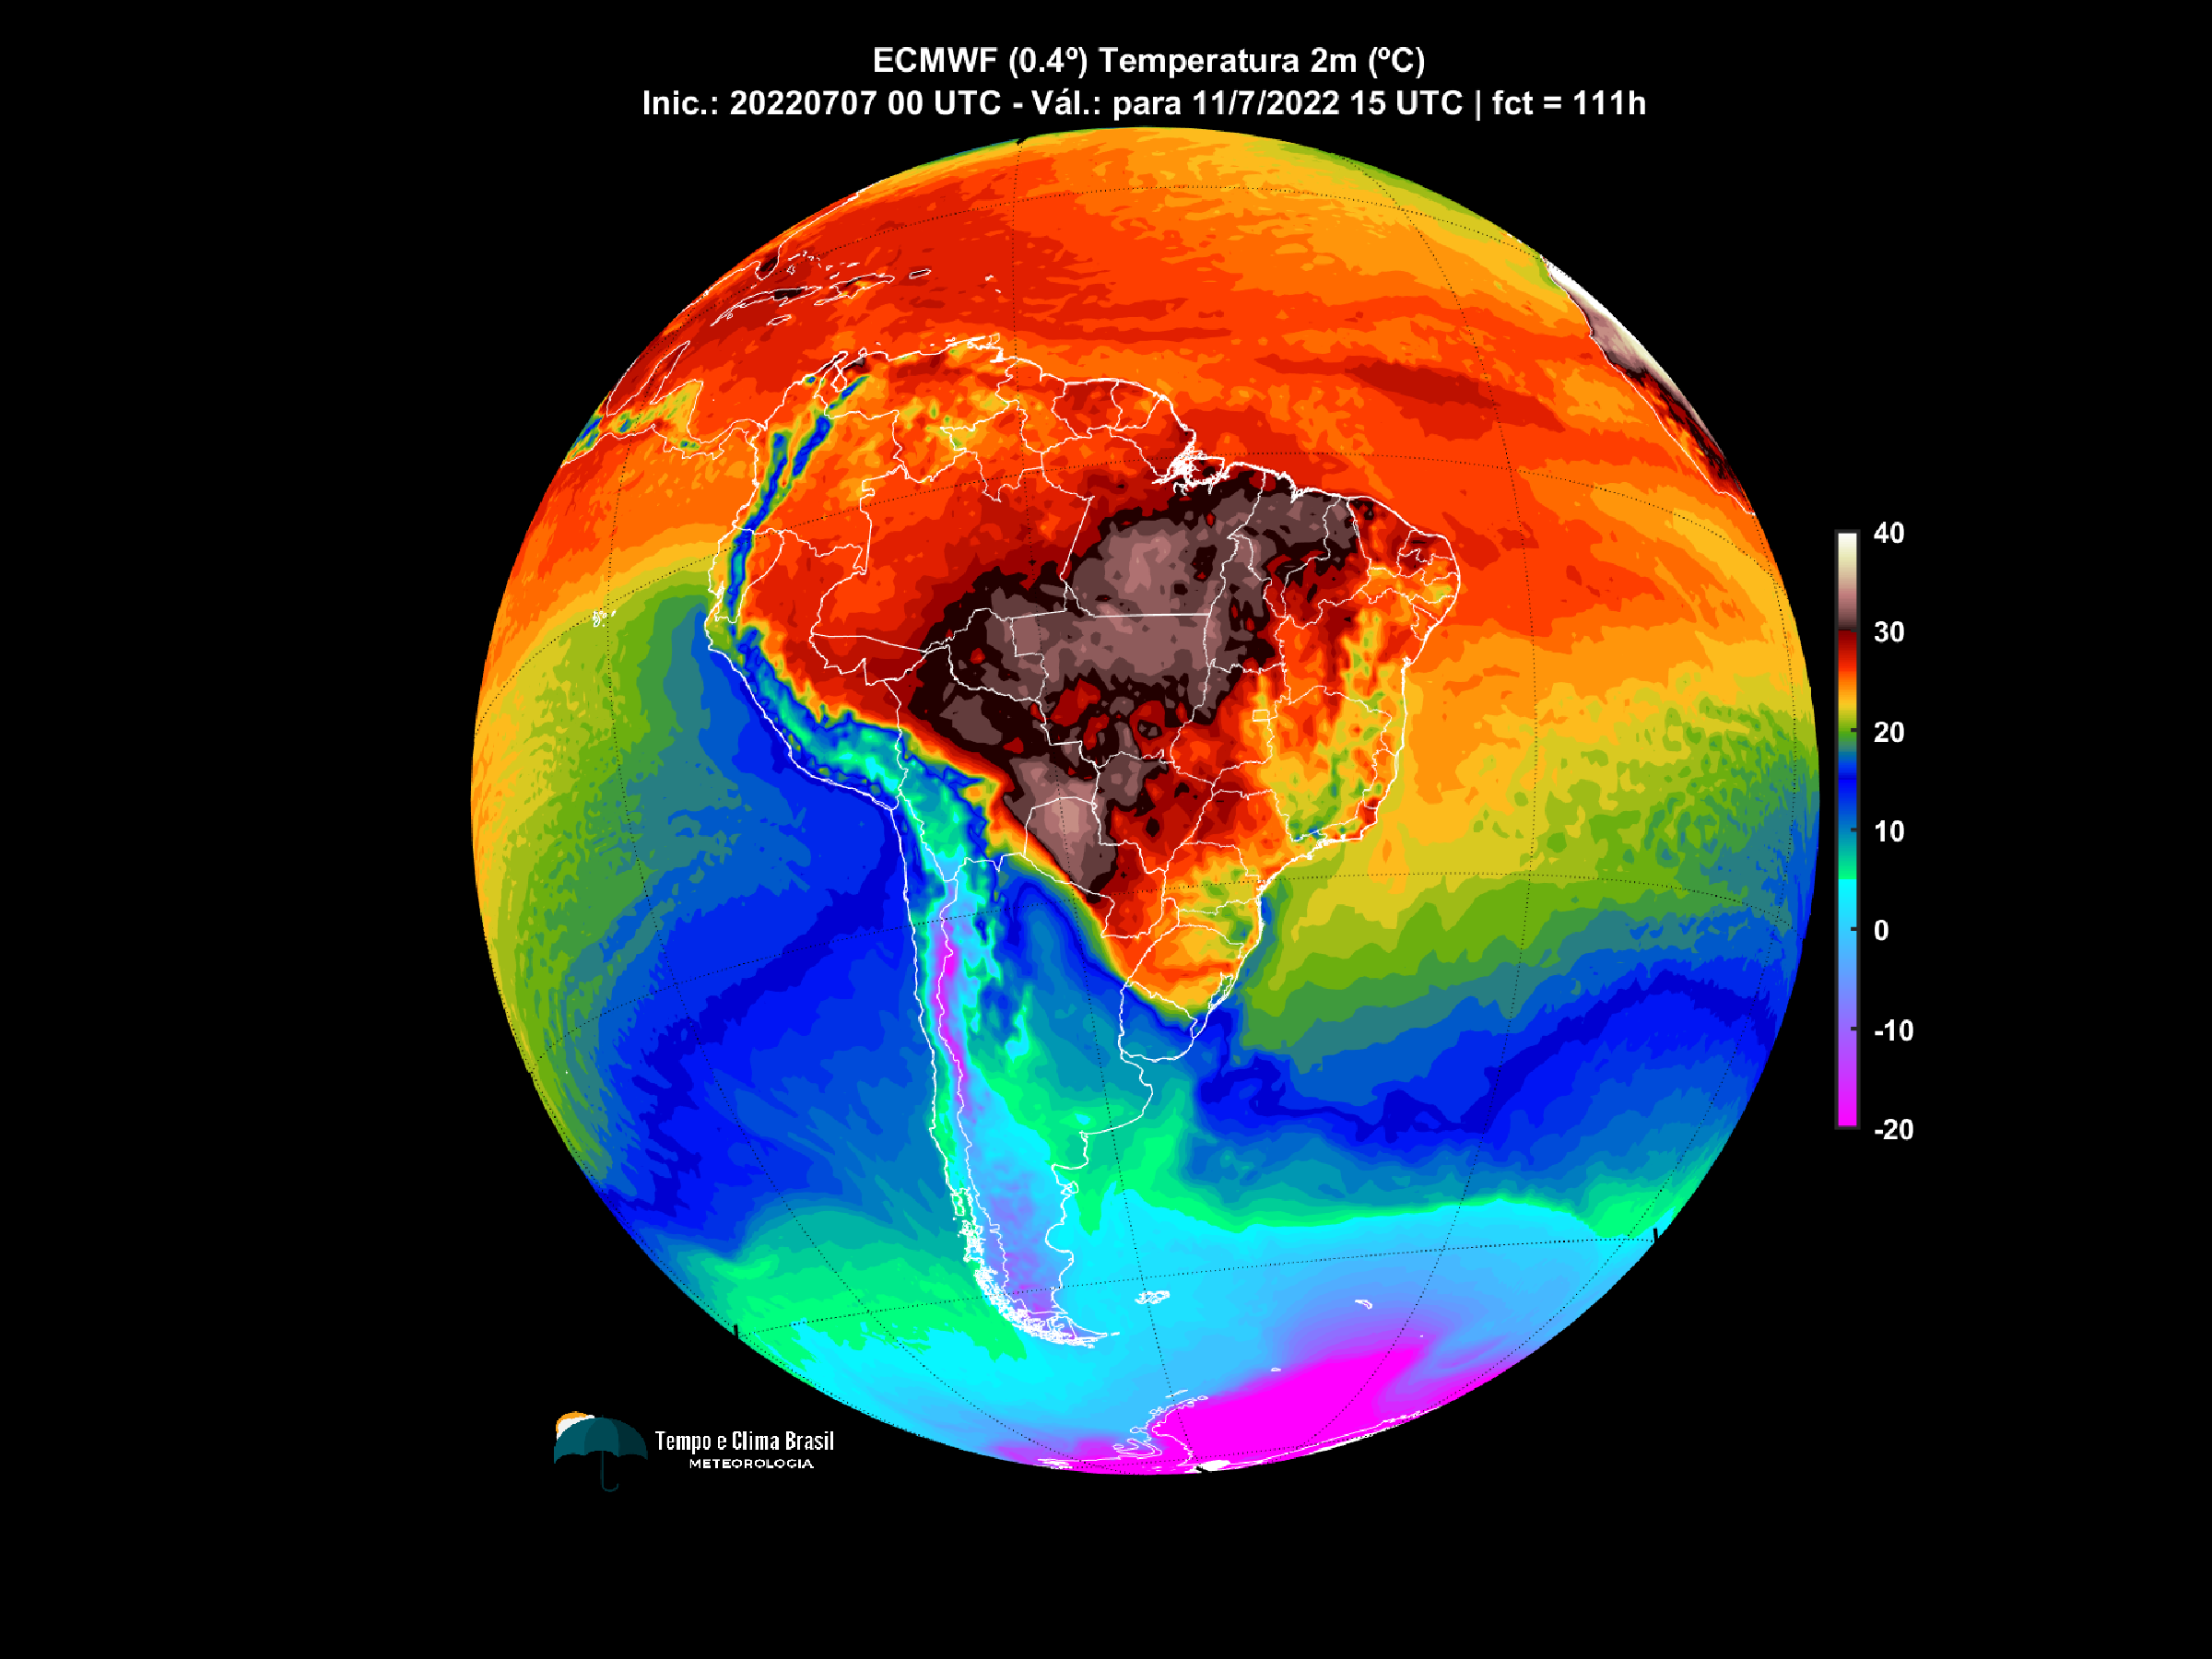 ECMWF (0.4º) Temperatura 2m (ºC)
Inic.: 20220707 00 UTC - Vál.: para 11/7/2022 15 UTC | fct = 111h
40
30
20
10
0
-10
-20
Tempo e Clima Brasil
METEOROLOGIA